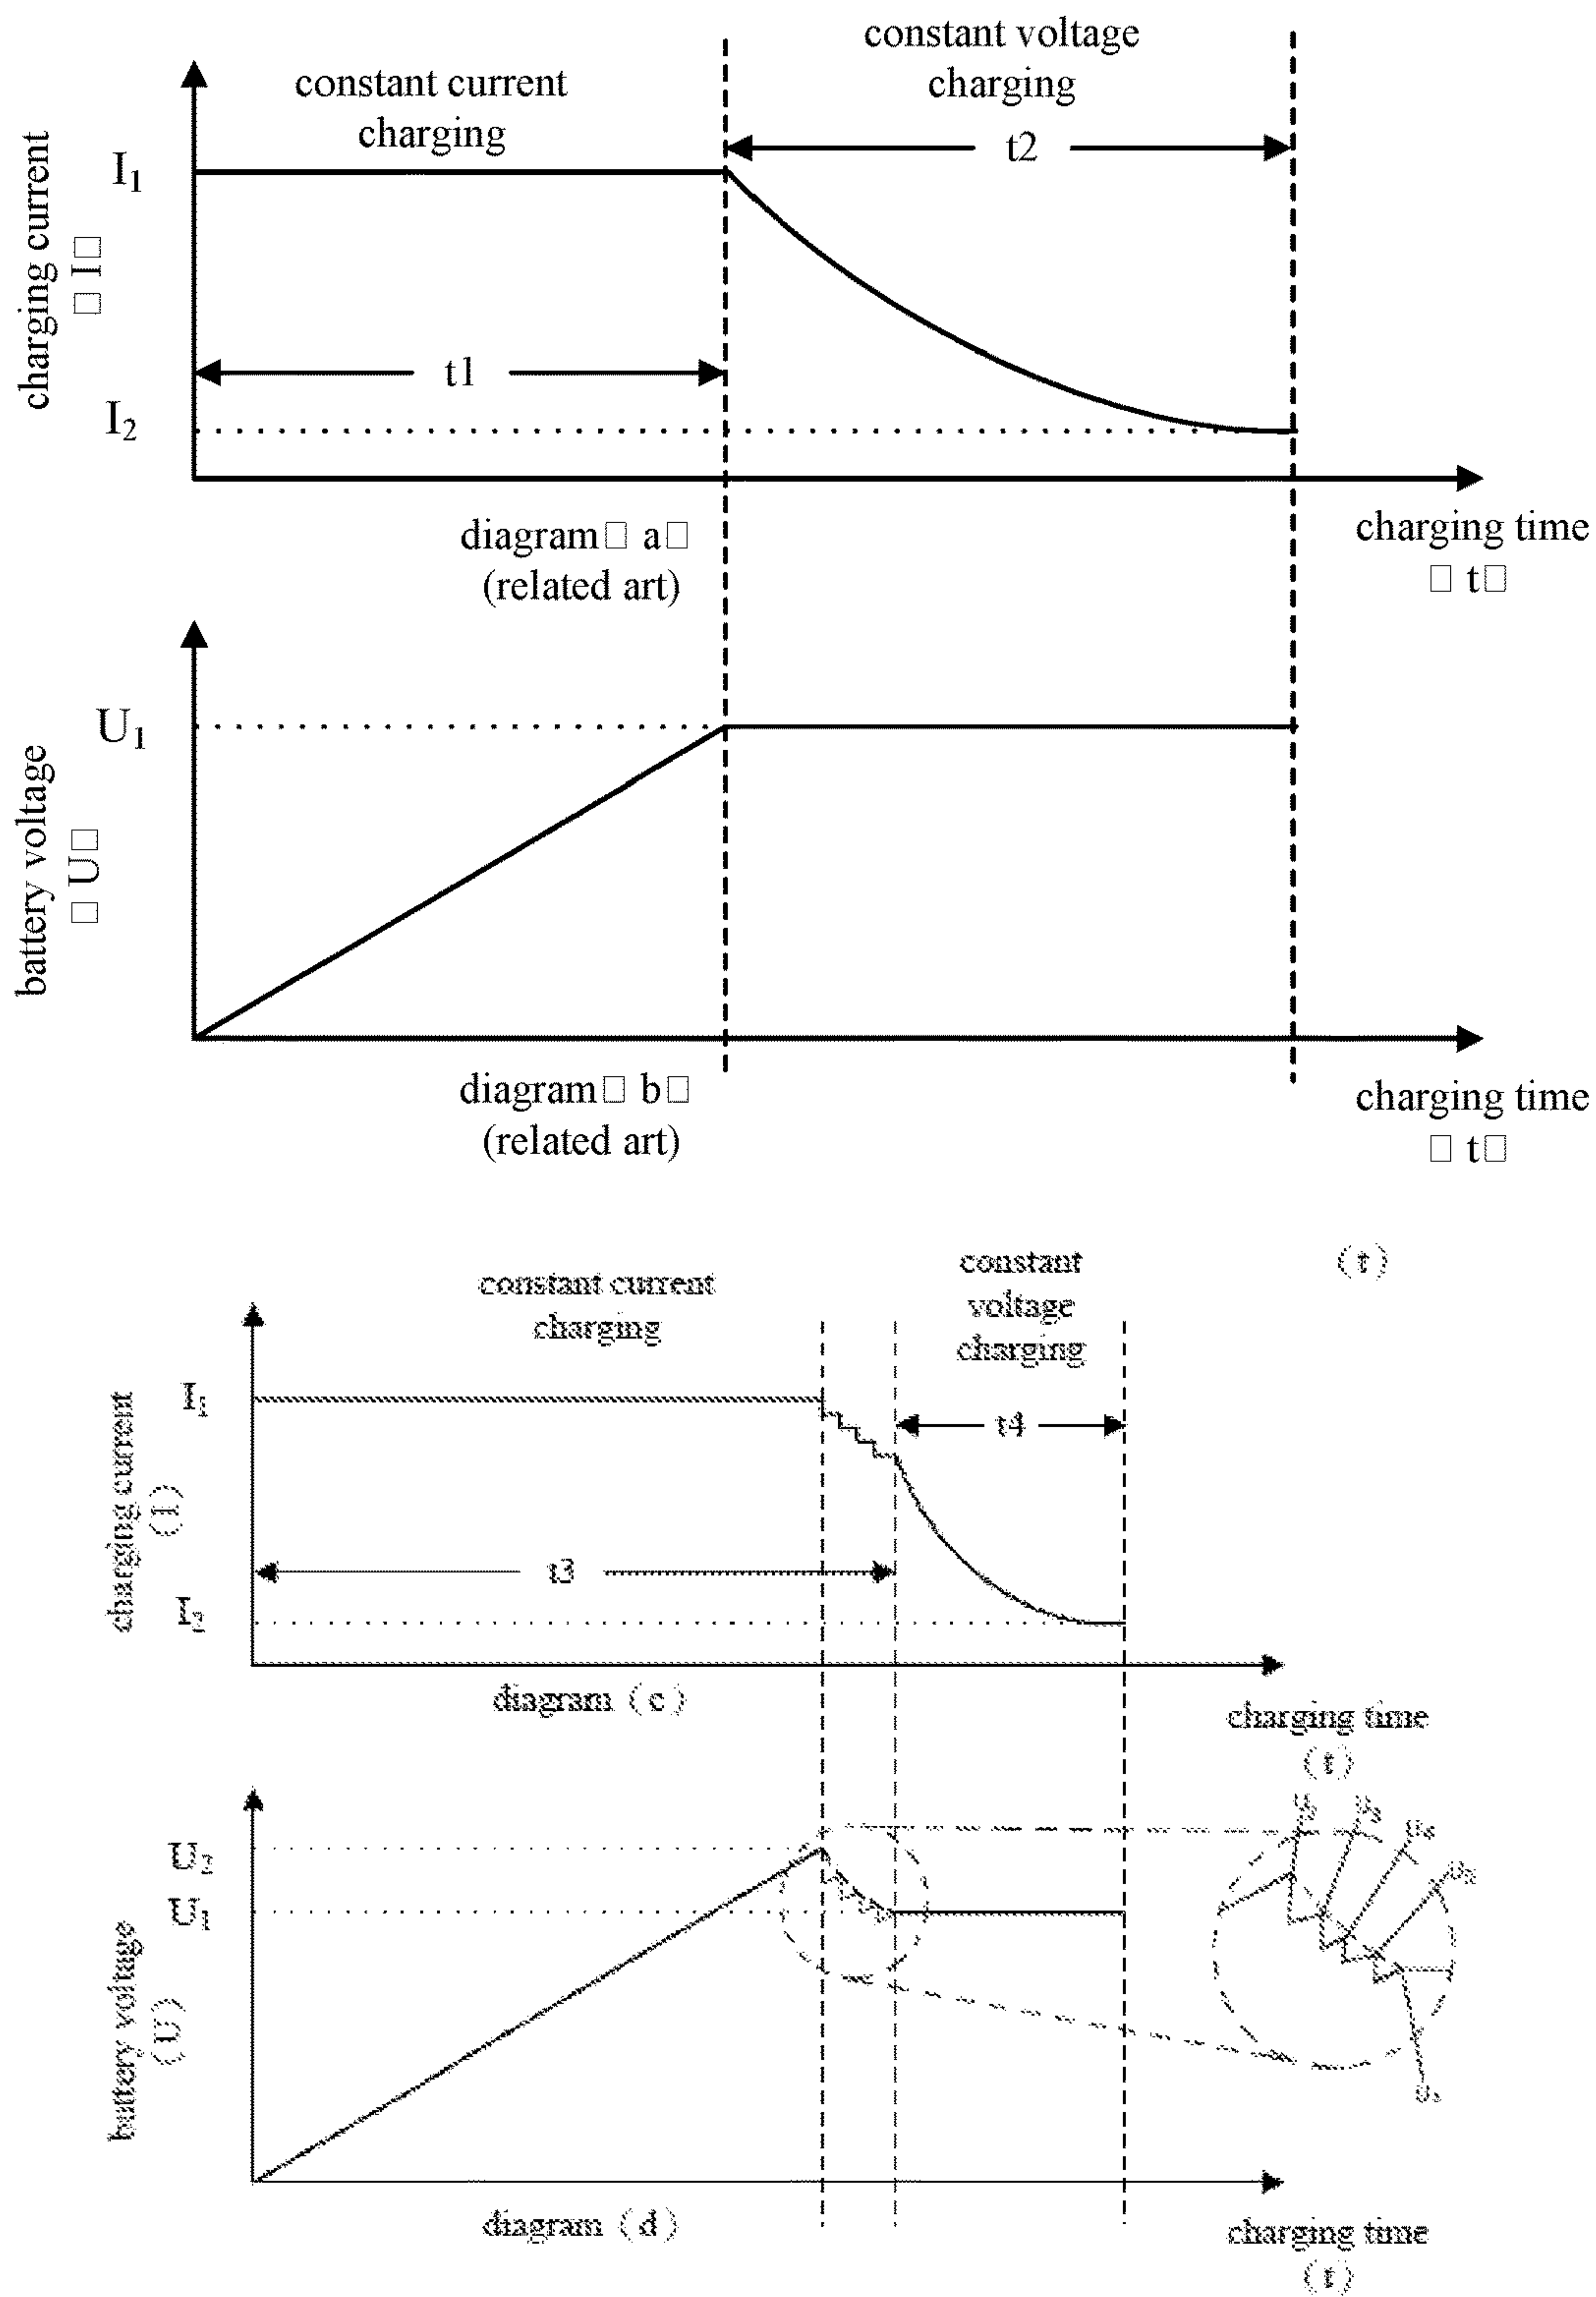 constant voltage
charging
constant current
charging
t2
I₁
charging current
□ I□
t1
I₂
diagram□ a□
(related art)
charging time
□ t□
U₁
battery voltage
□ U□
diagram□ b□
(related art)
charging time
□ t□
(t)
constant
voltage
charging
constant current
charging
I₁
t4
charging current
(I)
t3
diagram (c)
charging time
(t)
U₂
U₁
battery voltage
(U)
diagram (d)
charging time
(t)